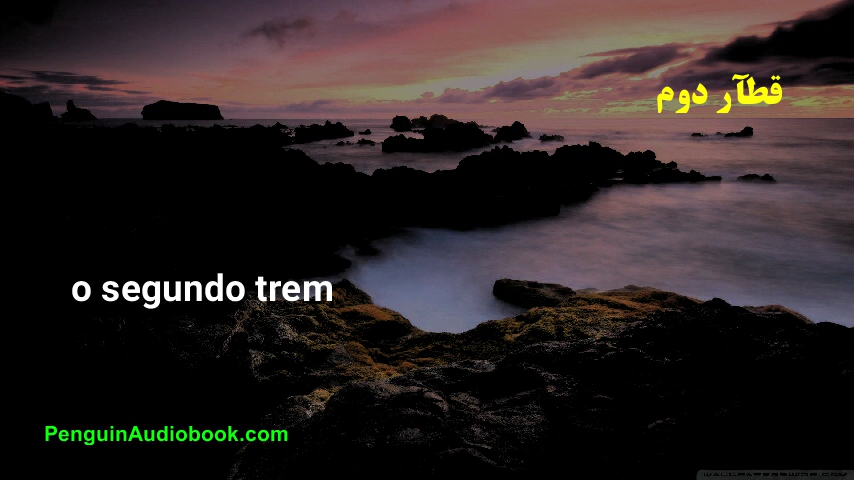 قطآر دوم
o segundo trem
PenguinAudiobook.com